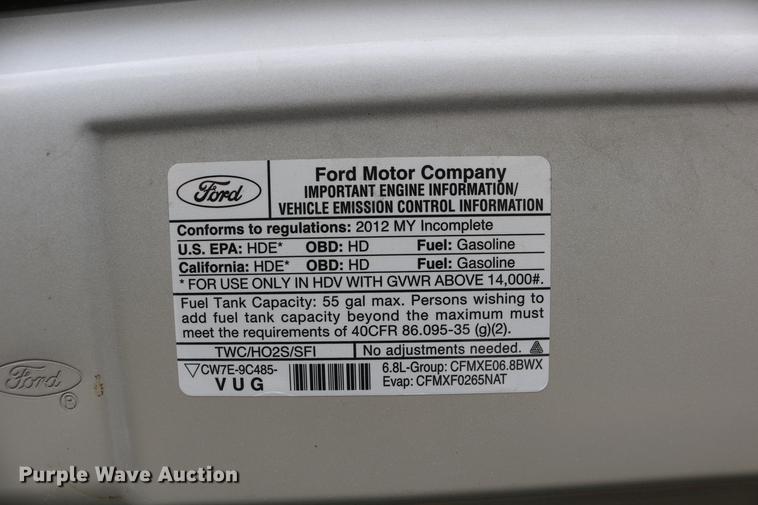 Ford
Ford Motor Company
IMPORTANT ENGINE INFORMATION/
VEHICLE EMISSION CONTROL INFORMATION
Conforms to regulations: 2012 MY Incomplete
U.S. EPA: HDE* OBD: HD Fuel: Gasoline
California: HDE* OBD: HD Fuel: Gasoline
* FOR USE ONLY IN HDV WITH GVWR ABOVE 14,000#.
Fuel Tank Capacity: 55 gal max. Persons wishing to
add fuel tank capacity beyond the maximum must
meet the requirements of 40CFR 86.095-35 (g)(2).
TWC/HO2S/SFI No adjustments needed.
CW7E-9C485-
VUG
6.8L-Group: CFMXE06.8BWX
Evap: CFMXF0265NAT
Ford
®
Purple Wave Auction